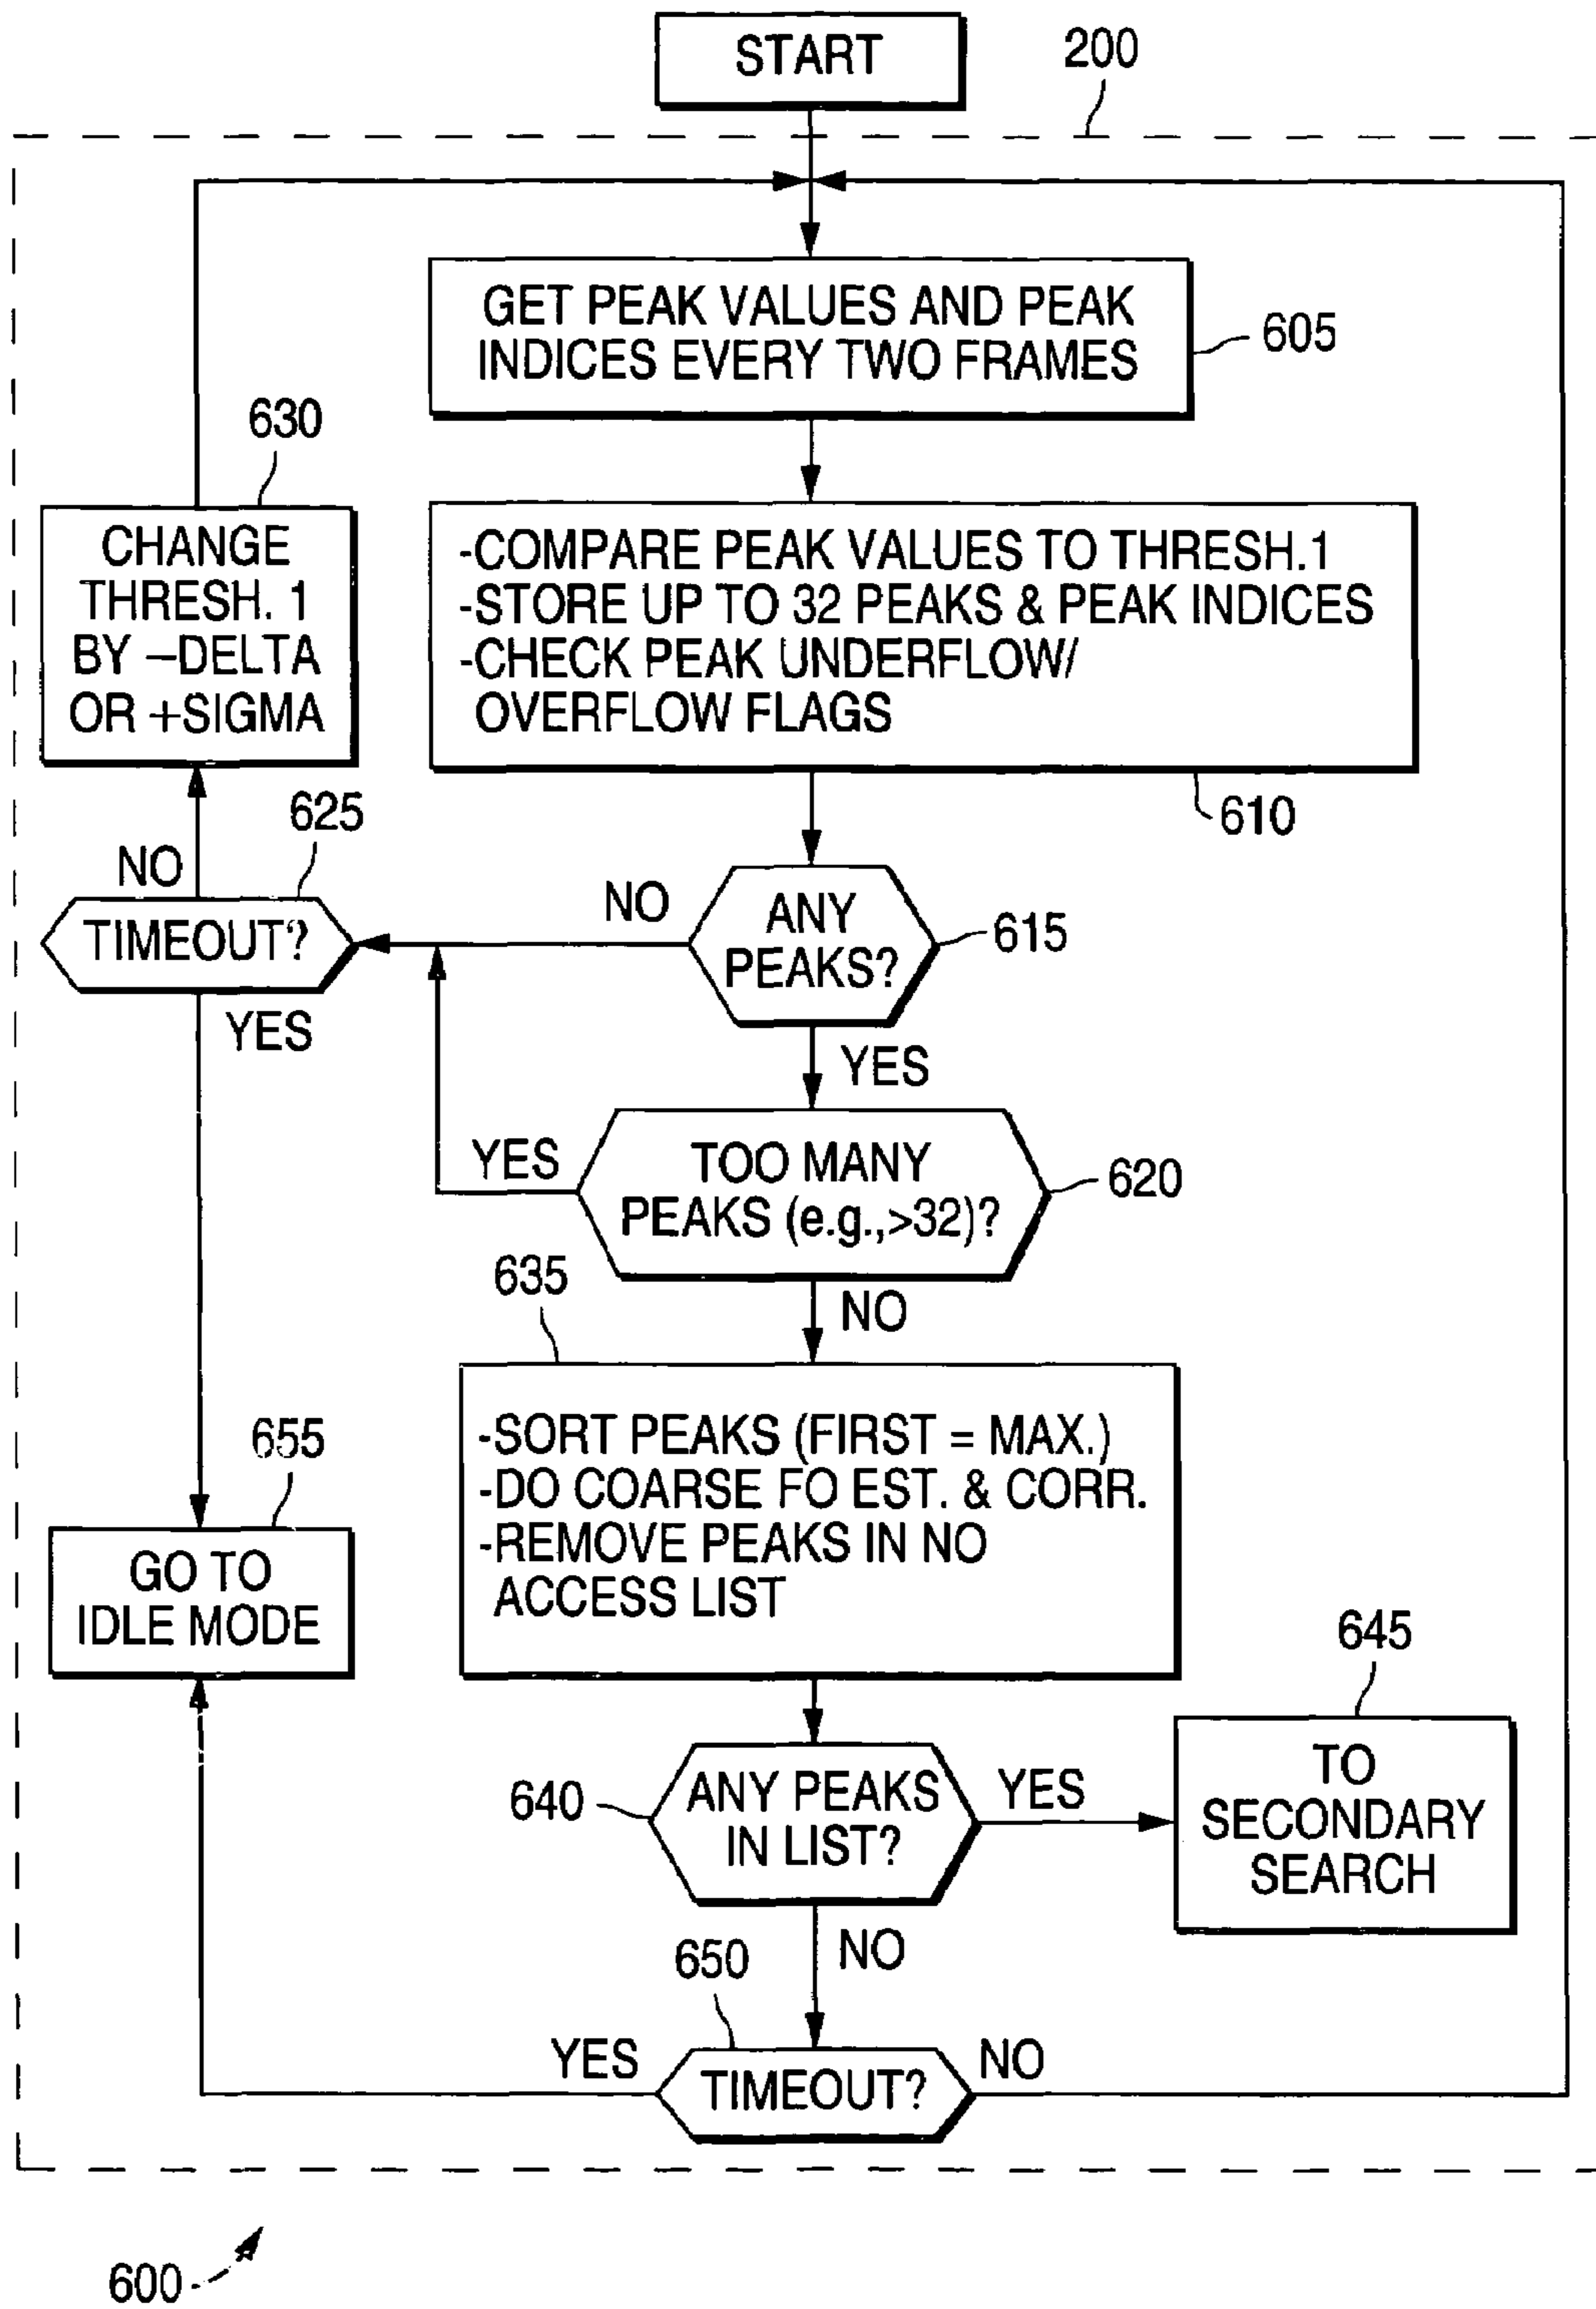 START
200
GET PEAK VALUES AND PEAK
INDICES EVERY TWO FRAMES
605
630
CHANGE
THRESH. 1
BY –DELTA
OR +SIGMA
-COMPARE PEAK VALUES TO THRESH.1
-STORE UP TO 32 PEAKS & PEAK INDICES
-CHECK PEAK UNDERFLOW/
OVERFLOW FLAGS
610
625
NO
TIMEOUT?
YES
NO
ANY
PEAKS?
615
YES
YES
TOO MANY
PEAKS (e.g.,>32)?
620
NO
635
-SORT PEAKS (FIRST = MAX.)
-DO COARSE FO EST. & CORR.
-REMOVE PEAKS IN NO
ACCESS LIST
655
GO TO
IDLE MODE
640
ANY PEAKS
IN LIST?
YES
645
TO
SECONDARY
SEARCH
NO
650
YES
TIMEOUT?
NO
600